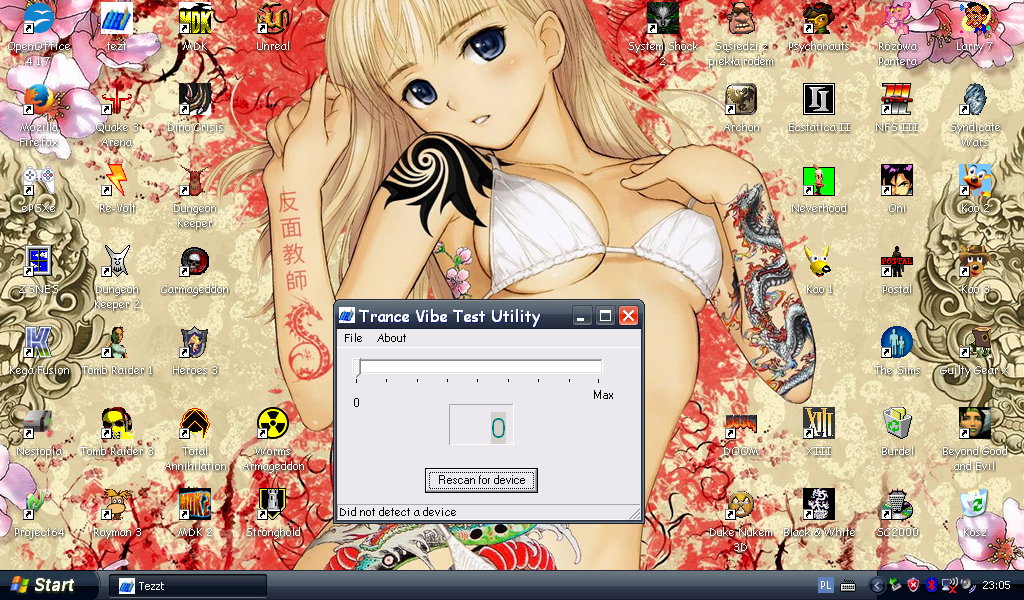 OpenOffice
4.1.7
tezt
MDK
Unreal
System Shock
2
Sąsiedzi z
piekła rodem
Psychonauts
Różowa
Pantera
Larry 7
Mozilla
Firefox
Quake 3
Arena
Dino Crisis
Archon
Ecstatica II
NFS III
Syndicate
Wars
ePSXe
Re-Volt
Dungeon
Keeper
Neverhood
Oni
Kao 2
反面教師
ZSNES
Dungeon
Keeper 2
Carmageddon
Kao 1
POSTAL
Postal
Kao 3
Trance Vibe Test Utility
File About
0
Max
0
Rescan for device
Did not detect a device
Kega Fusion
Tomb Raider 1
Heroes 3
The Sims
Guilty Gear X
Nestopia
Tomb Raider 3
Total
Annihilation
Worms
Armageddon
DOOM
DOOM
XIII
XIII
Burdel
Beyond Good
and Evil
Project64
Rayman 3
MDK 2
Stronghold
Duke Nukem
3D
Black & White
SC2000
Kosz
Start
Tezzt
PL
23:05